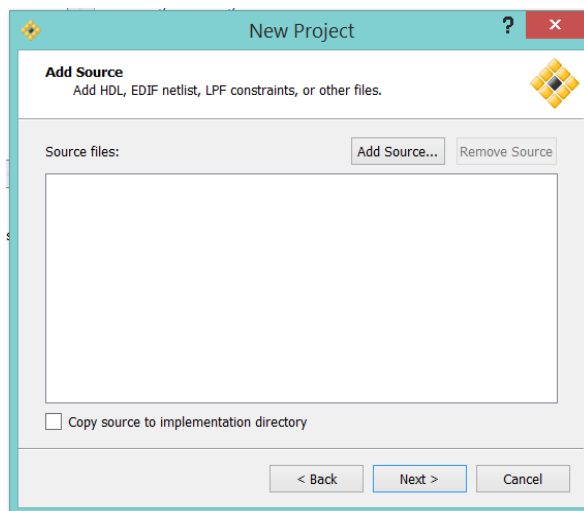 New Project
?
Add Source
Add HDL, EDIF netlist, LPF constraints, or other files.
Source files:
Add Source...
Remove Source
Copy source to implementation directory
< Back
Next >
Cancel